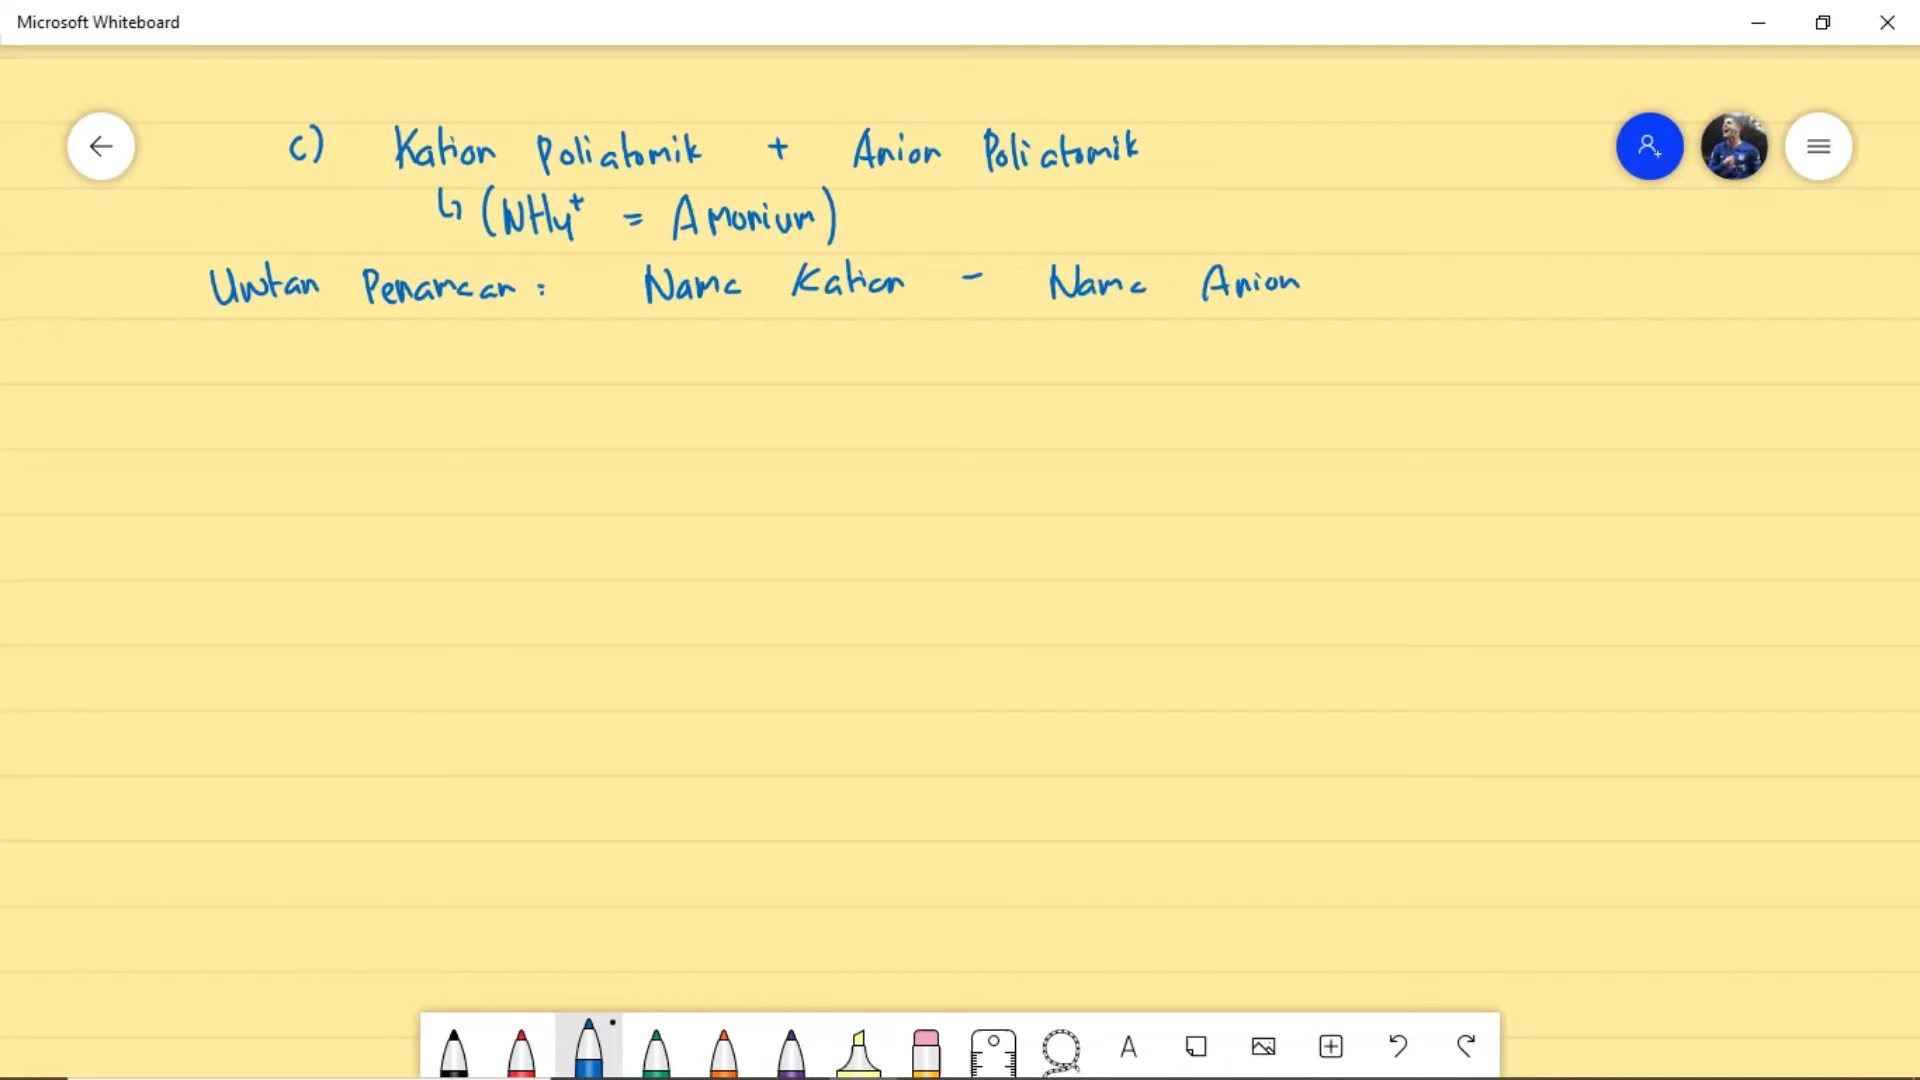 Microsoft Whiteboard
c) Kation Poliatomik + Anion Poliatomik
↳ (NH4+ = Amonium)
Urutan Penamaan : Nama Kation - Nama Anion